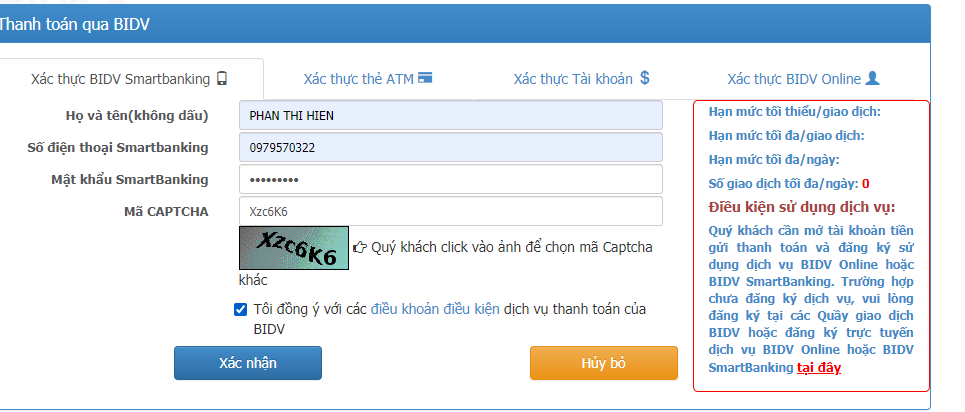 Thanh toán qua BIDV
Xác thực BIDV Smartbanking
Xác thực thẻ ATM
Xác thực Tài khoản $
Xác thực BIDV Online
Họ và tên(không dấu)
PHAN THI HIEN
Số điện thoại Smartbanking
0979570322
Mật khẩu SmartBanking
•••••••••
Mã CAPTCHA
Xzc6K6
Xzc6K6
Quý khách click vào ảnh để chọn mã Captcha
khác
Tôi đồng ý với các điều khoản điều kiện dịch vụ thanh toán của
BIDV
Xác nhận
Hủy bỏ
Hạn mức tối thiểu/giao dịch:
Hạn mức tối đa/giao dịch:
Hạn mức tối đa/ngày:
Số giao dịch tối đa/ngày: 0
Điều kiện sử dụng dịch vụ:
Quý khách cần mở tài khoản tiền
gửi thanh toán và đăng ký sử
dụng dịch vụ BIDV Online hoặc
BIDV SmartBanking. Trường hợp
chưa đăng ký dịch vụ, vui lòng
đăng ký tại các Quầy giao dịch
BIDV hoặc đăng ký trực tuyến
dịch vụ BIDV Online hoặc BIDV
SmartBanking tại đây